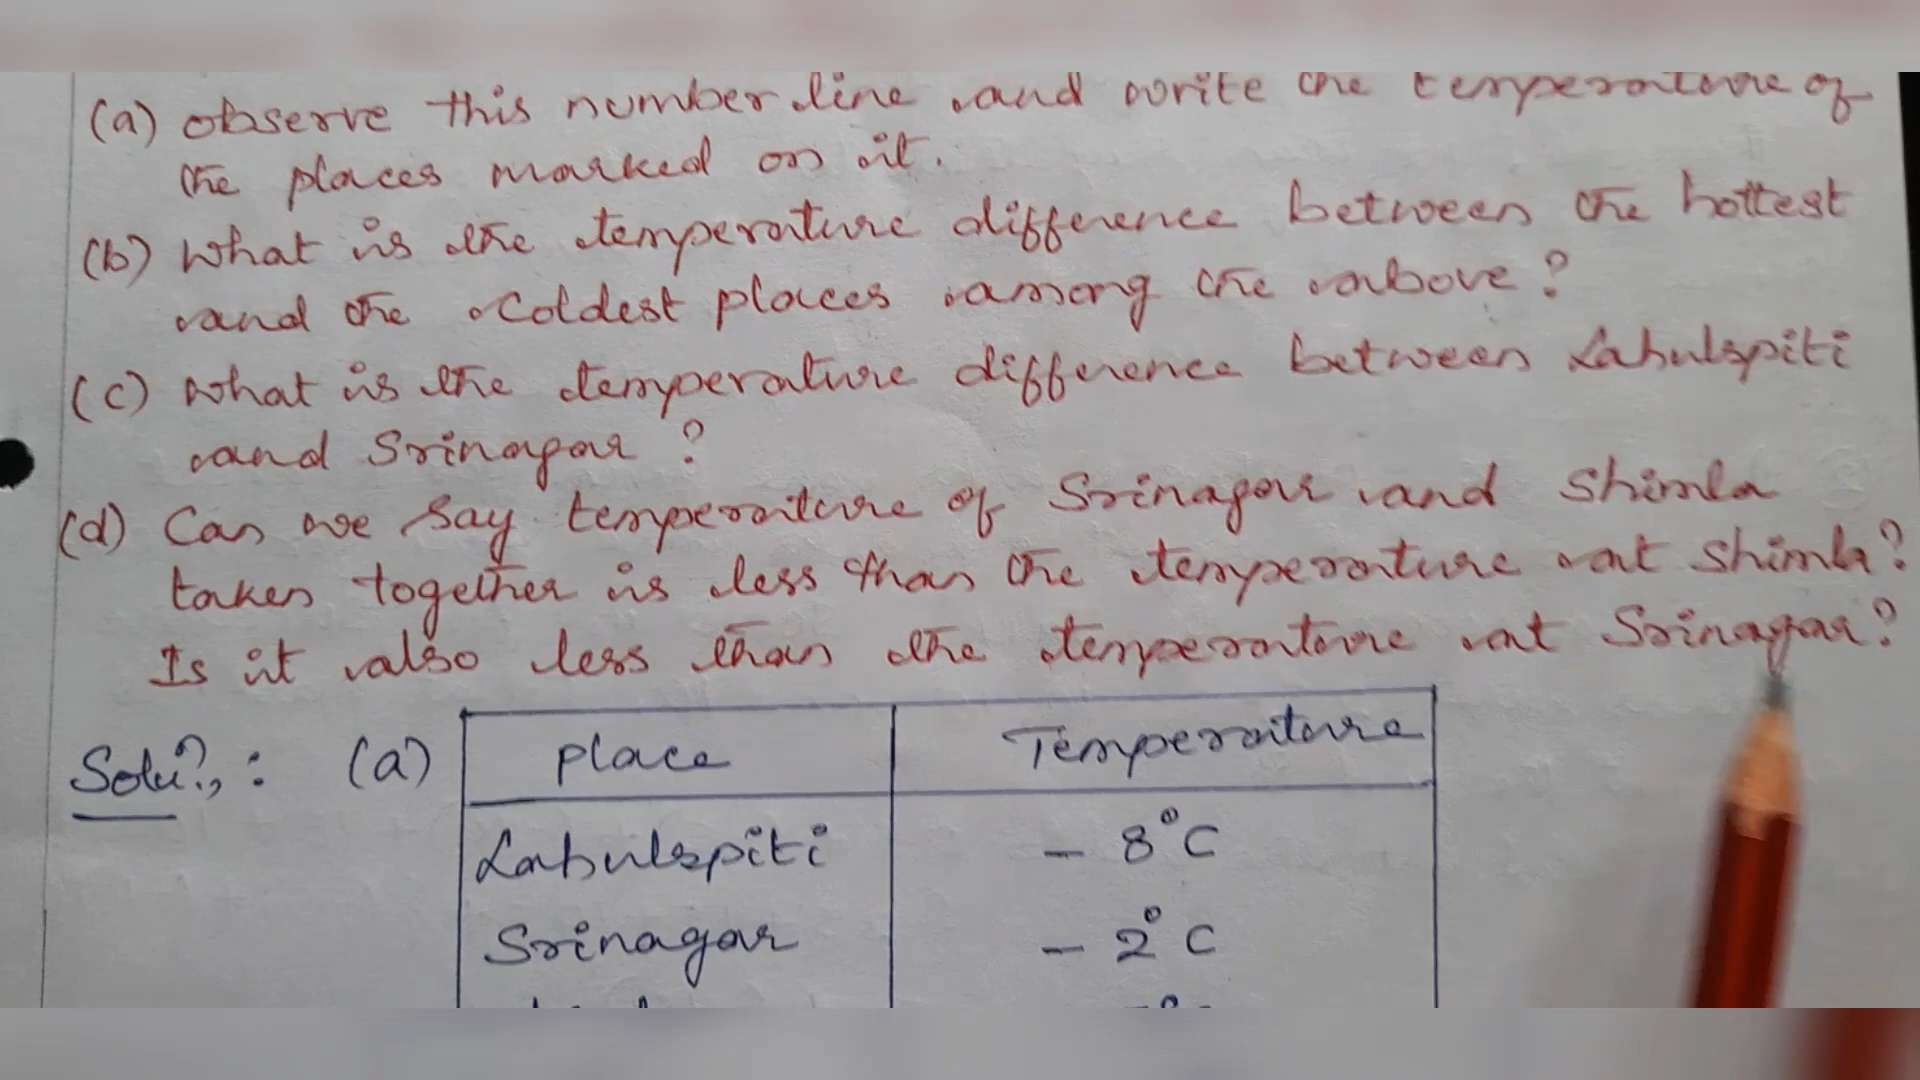 (a) observe this number line and write the temperature of
the places marked on it.
(b) What is the temperature difference between the hottest
and the coldest places among the above?
(c) What is the temperature difference between Lahulspiti
and Srinagar ?
(d) Can we say temperature of Srinagar and Shimla
taken together is less than the temperature at Shimla?
Is it also less than the temperature at Srinagar?
Solu?, : (a) Place Temperature
Lahulspiti - 8°C
Srinagar - 2°C